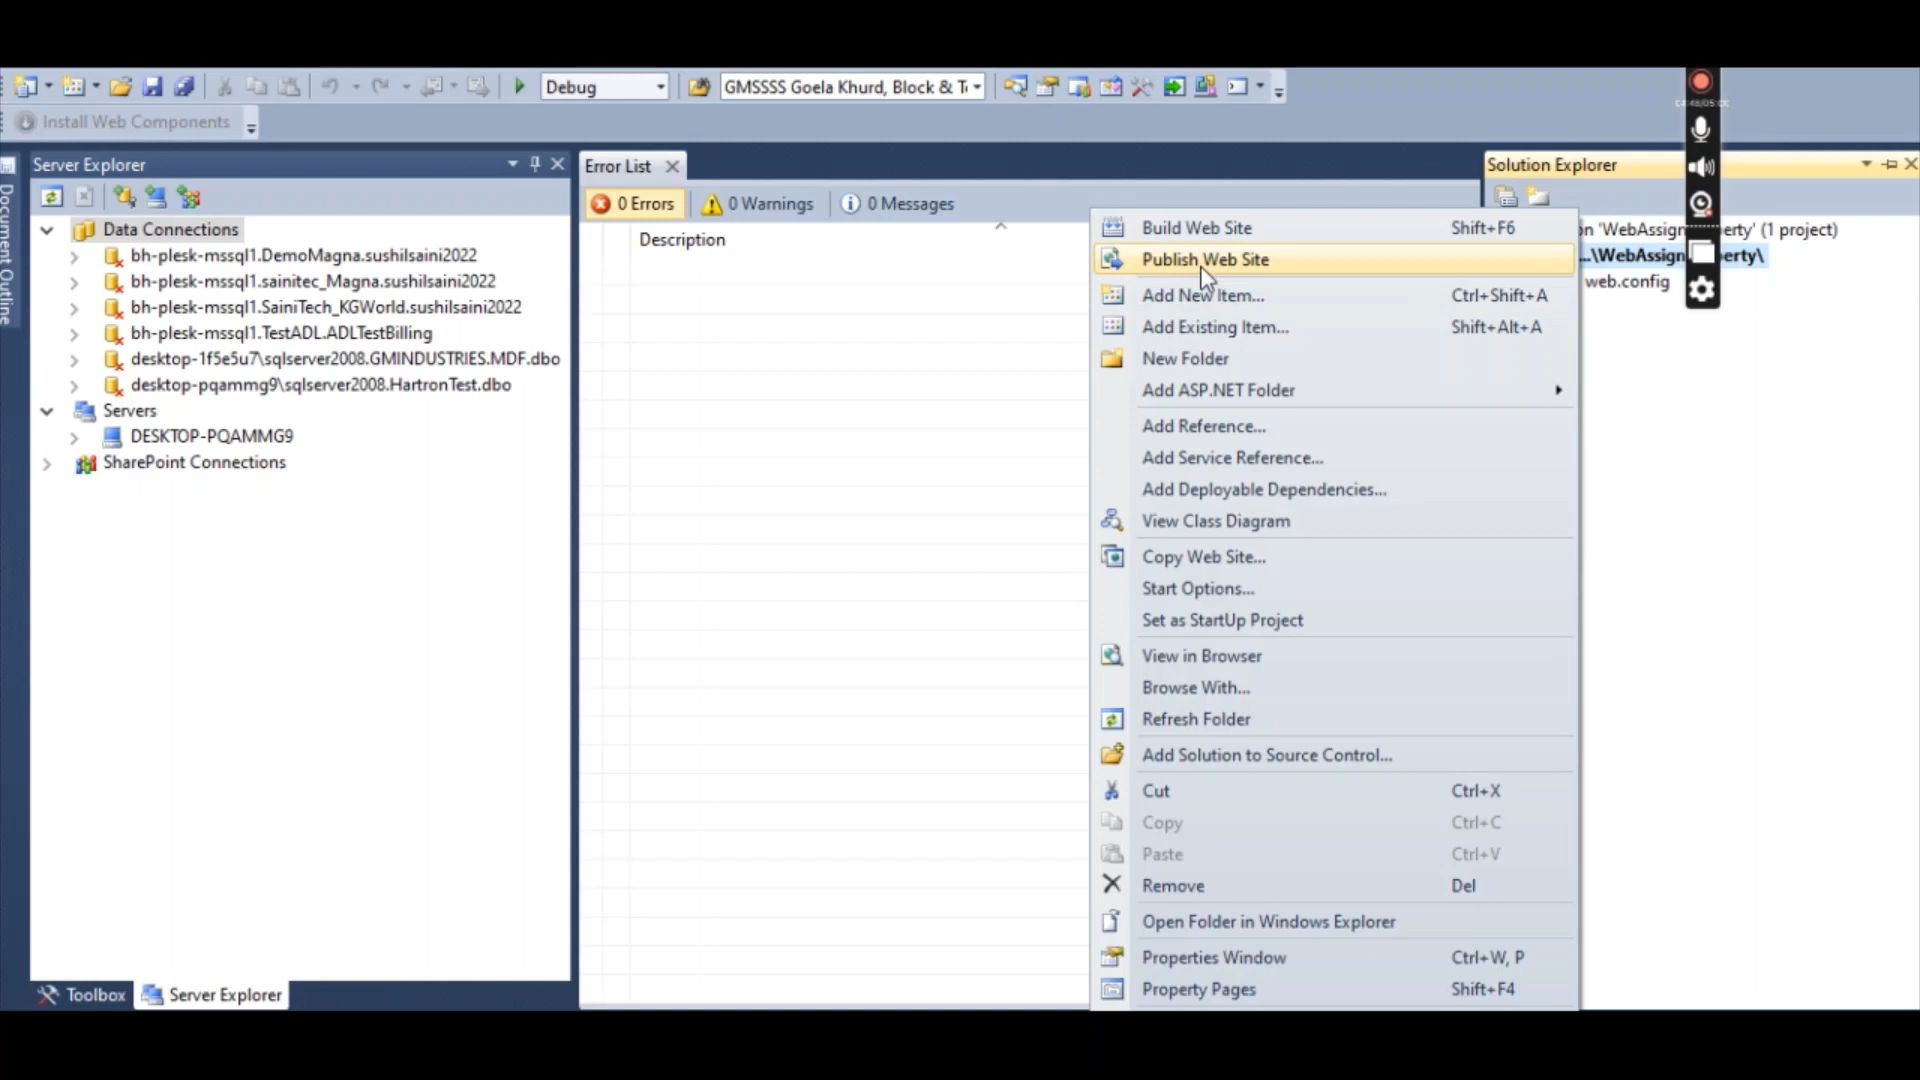 Debug
GMSSSS Goela Khurd, Block & T
Install Web Components
Document Outline
Server Explorer
Data Connections
bh-plesk-mssql1.DemoMagna.sushilsaini2022
bh-plesk-mssql1.sainitec_Magna.sushilsaini2022
bh-plesk-mssql1.SainiTech_KGWorld.sushilsaini2022
bh-plesk-mssql1.TestADL.ADLTestBilling
desktop-1f5e5u7\sqlserver2008.GMINDUSTRIES.MDF.dbo
desktop-pqammg9\sqlserver2008.HartronTest.dbo
Servers
DESKTOP-PQAMMG9
SharePoint Connections
Toolbox
Server Explorer
Error List
0 Errors
0 Warnings
0 Messages
Description
Build Web Site Shift+F6
Publish Web Site
Add New Item... Ctrl+Shift+A
Add Existing Item... Shift+Alt+A
New Folder
Add ASP.NET Folder
Add Reference...
Add Service Reference...
Add Deployable Dependencies...
View Class Diagram
Copy Web Site...
Start Options...
Set as StartUp Project
View in Browser
Browse With...
Refresh Folder
Add Solution to Source Control...
Cut Ctrl+X
Copy Ctrl+C
Paste Ctrl+V
Remove Del
Open Folder in Windows Explorer
Properties Window Ctrl+W, P
Property Pages Shift+F4
Solution Explorer
on 'WebAssign erty' (1 project)
...\WebAssign erty\
web.config